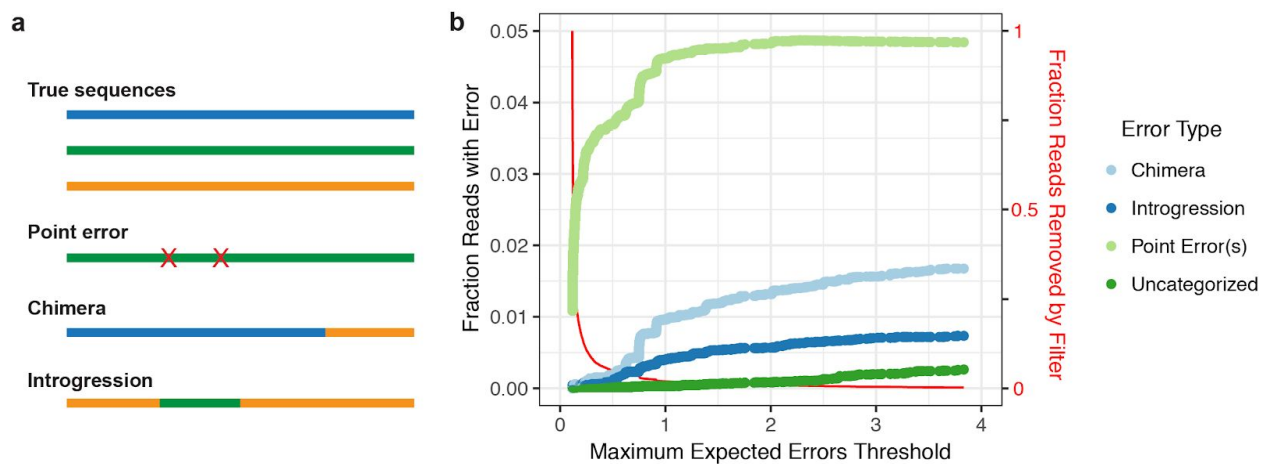 a
True sequences
Point error
Chimera
Introgression
b
Fraction Reads with Error
0.05
0.04
0.03
0.02
0.01
0.00
0 1 2 3 4
Maximum Expected Errors Threshold
1
0.5
0
Fraction Reads Removed by Filter
Error Type
Chimera
Introgression
Point Error(s)
Uncategorized